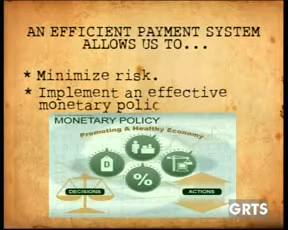 AN EFFICIENT PAYMENT SYSTEM
ALLOWS US TO...
* Minimize risk.
* Implement an effective
monetary polic
MONETARY POLICY
Promoting A Healthy Economy
D
%
DECISIONS
ACTIONS
GRTS